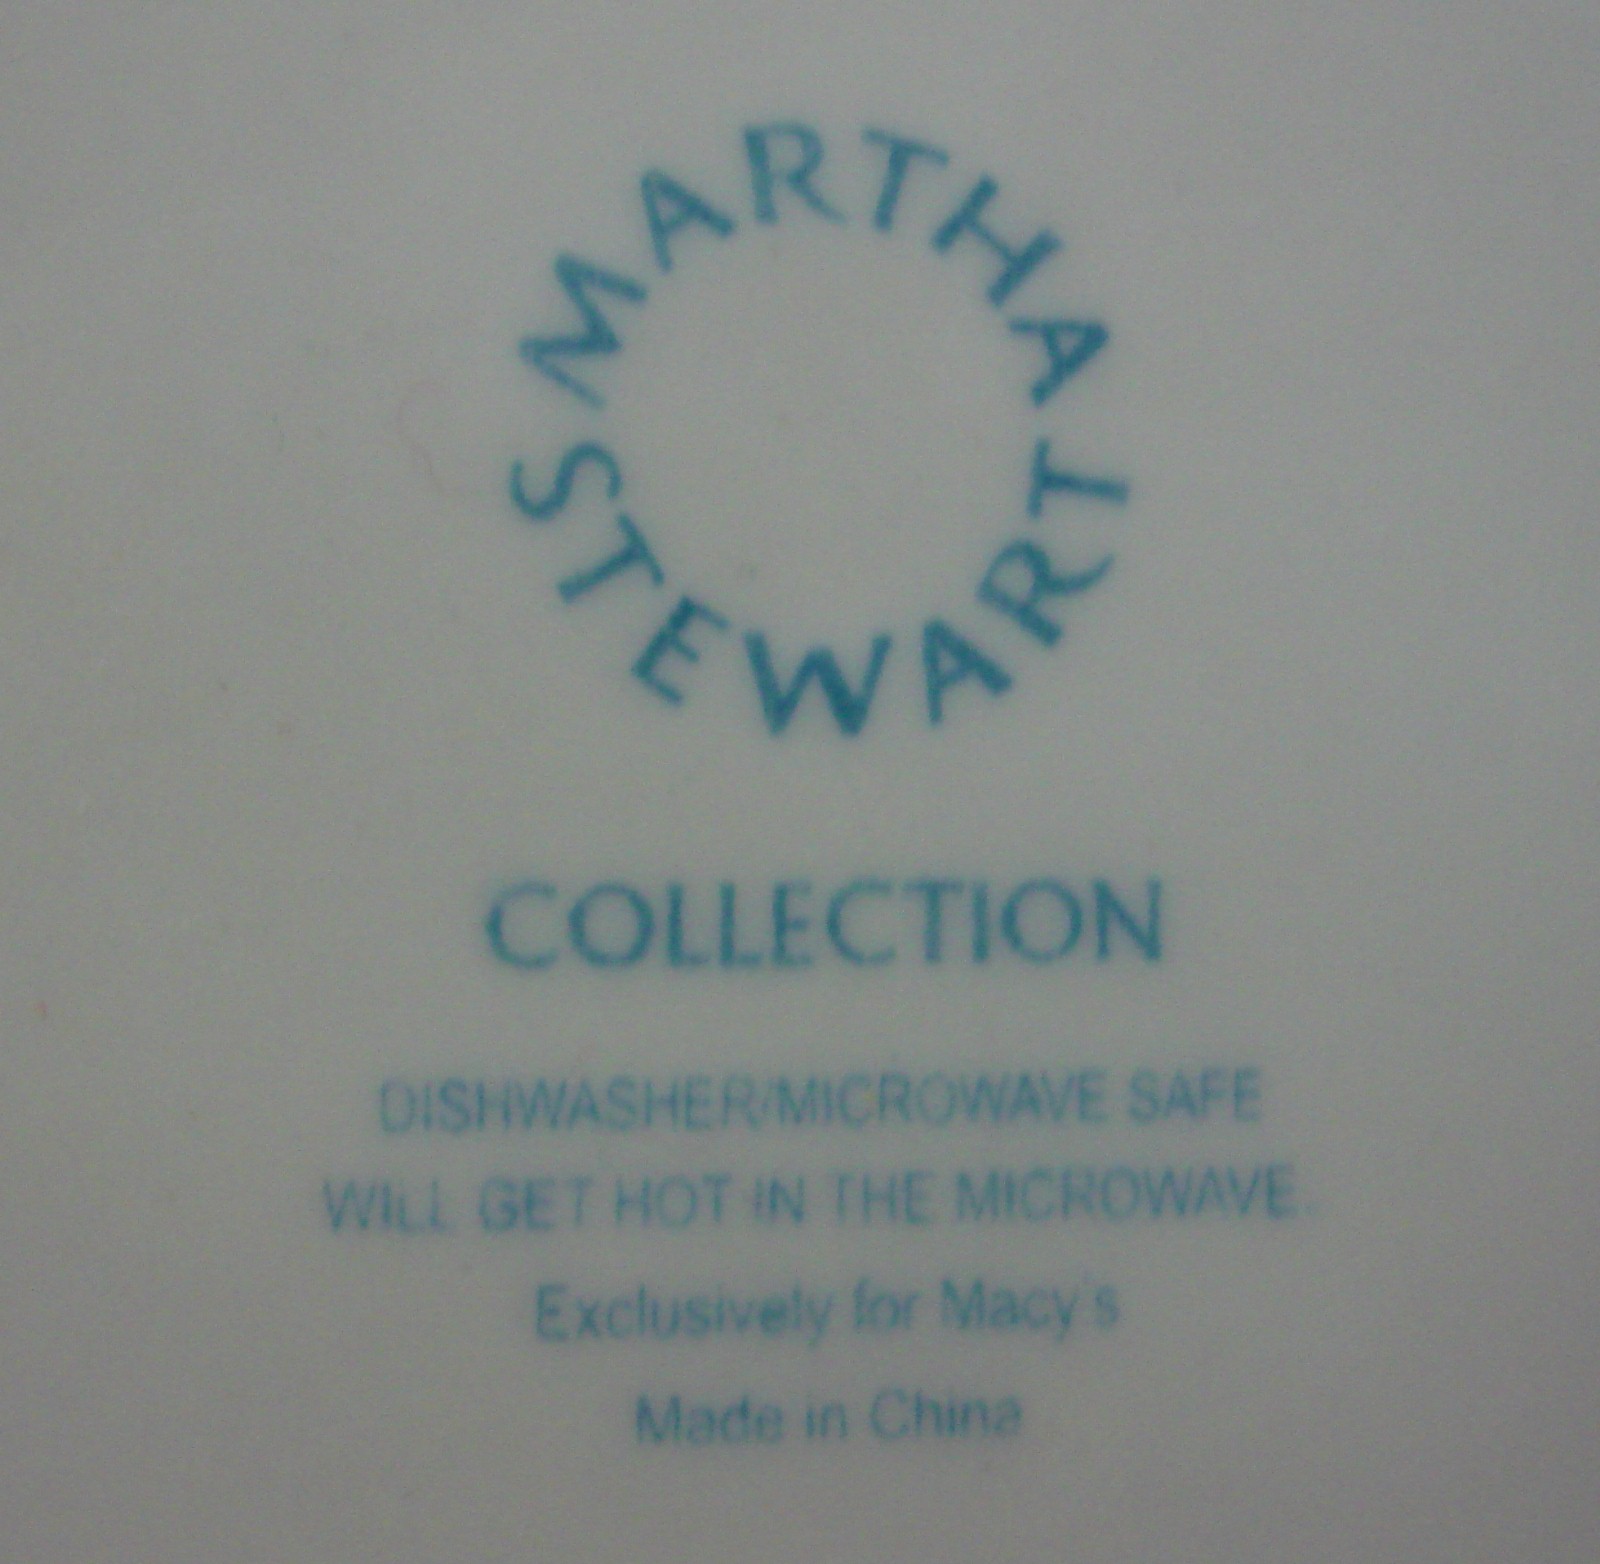 MARTHA
STEWART
COLLECTION
DISHWASHER/MICROWAVE SAFE
WILL GET HOT IN THE MICROWAVE.
Exclusively for Macy's
Made in China